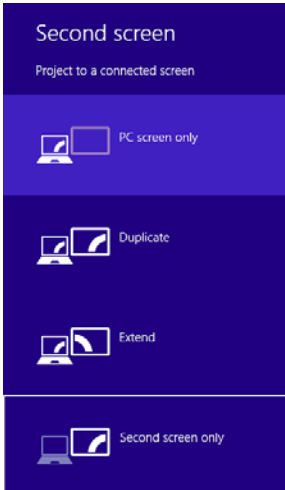 Second screen
Project to a connected screen
PC screen only
Duplicate
Extend
Second screen only